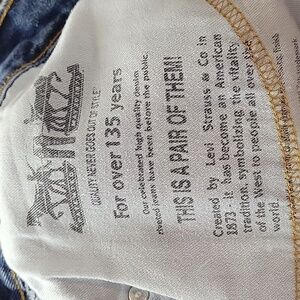 QUALITY NEVER GOES OUT OF STYLE
For over 135 years
Our celebrated high quality denim
riveted jeans have been before the public.
THIS IS A PAIR OF THEM!
Created by Levi Strauss & Co in
1873 - it has become an American
tradition, symbolizing the vitality
of the West to people all over the
world.